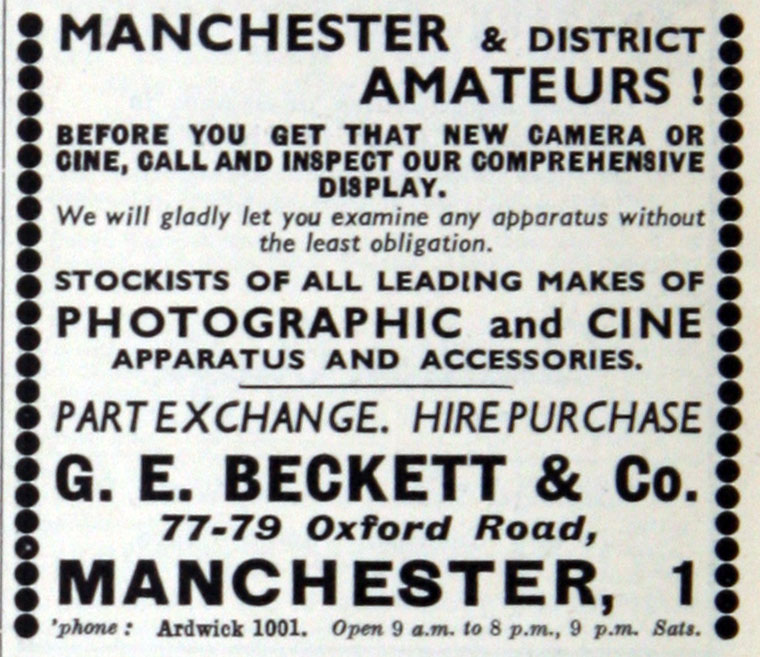 MANCHESTER & DISTRICT
AMATEURS !
BEFORE YOU GET THAT NEW CAMERA OR
CINE, CALL AND INSPECT OUR COMPREHENSIVE
DISPLAY.
We will gladly let you examine any apparatus without
the least obligation.
STOCKISTS OF ALL LEADING MAKES OF
PHOTOGRAPHIC and CINE
APPARATUS AND ACCESSORIES.
PART EXCHANGE. HIRE PURCHASE
G. E. BECKETT & Co.
77-79 Oxford Road,
MANCHESTER, 1
'phone: Ardwick 1001. Open 9 a.m. to 8 p.m., 9 p.m. Sats.